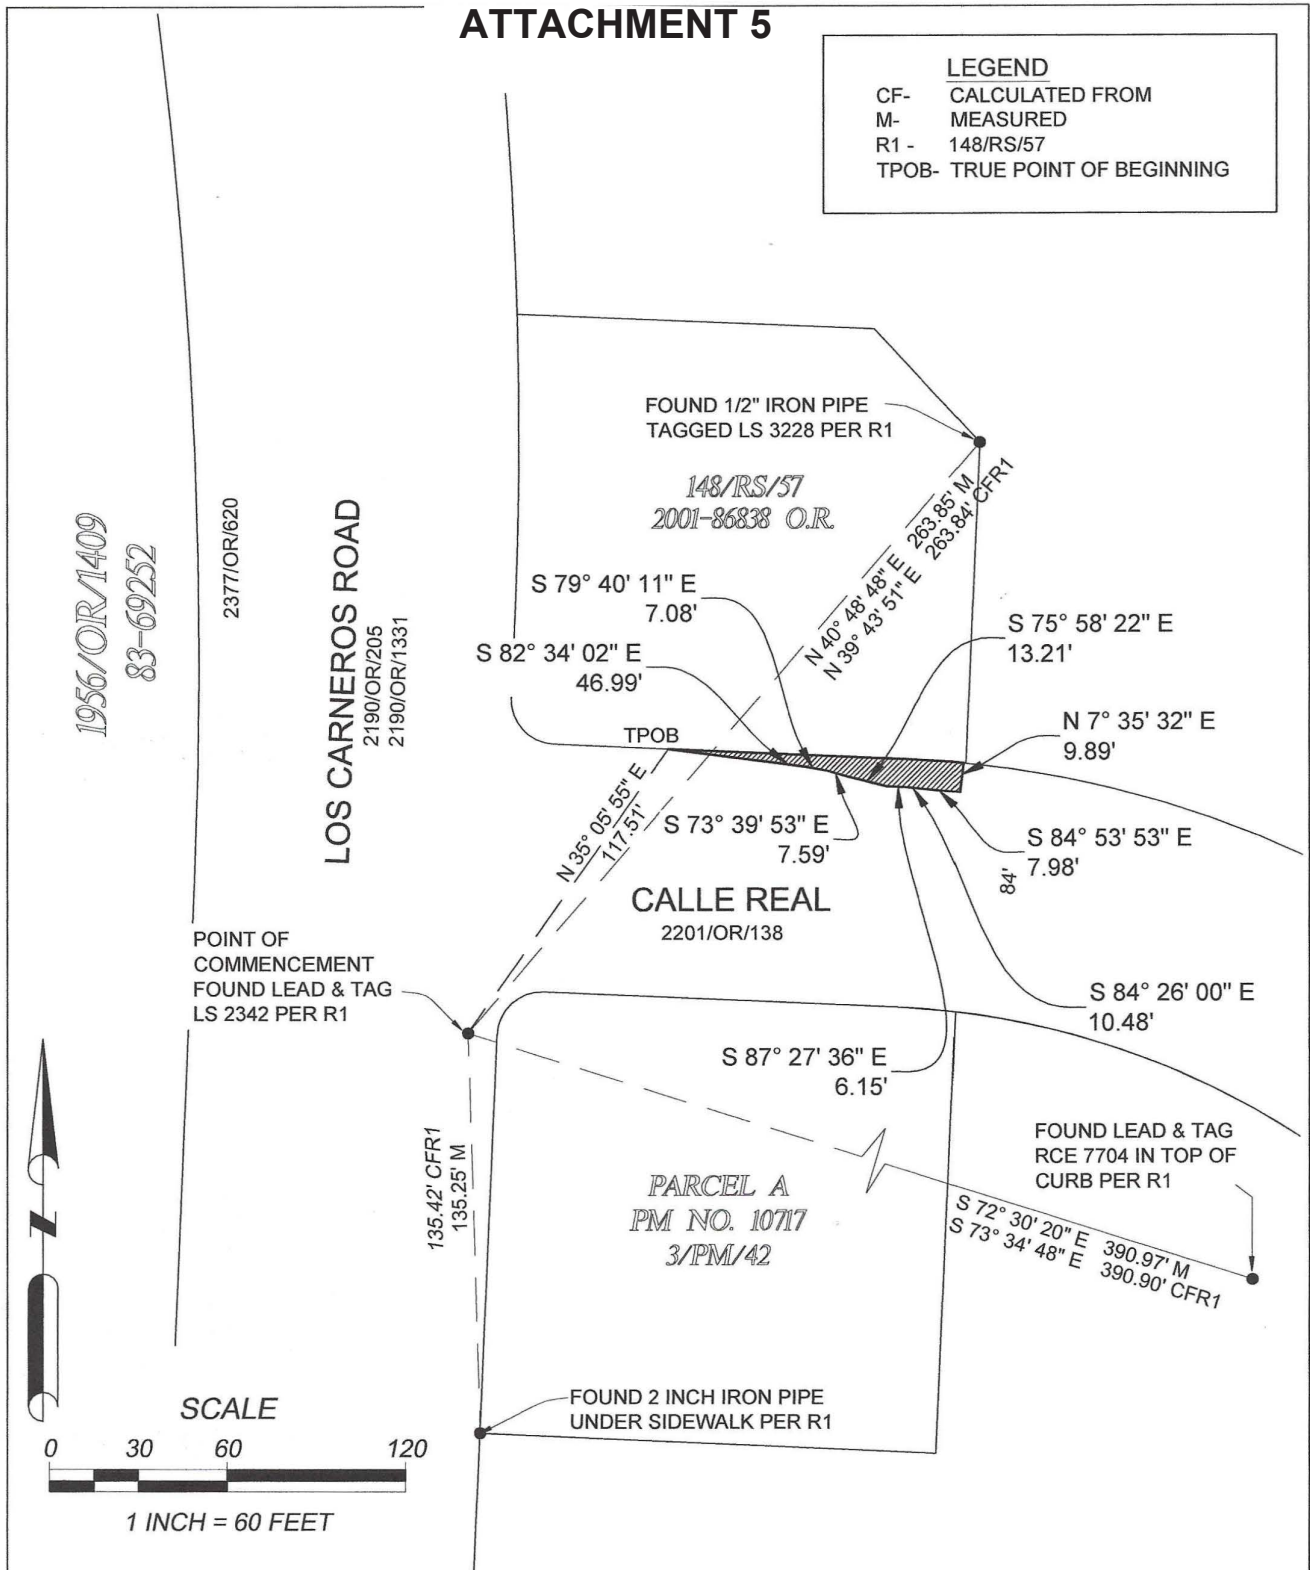 ATTACHMENT 5
LEGEND
CF- CALCULATED FROM
M- MEASURED
R1 - 148/RS/57
TPOB- TRUE POINT OF BEGINNING
FOUND 1/2" IRON PIPE
TAGGED LS 3228 PER R1
148/RS/57
2001-86838 O.R.
N 40° 48' 48" E 263.85' M
N 39° 43' 51" E 263.84' CFR1
1956/OR/1409
83-69252
2377/OR/620
LOS CARNEROS ROAD
2190/OR/205
2190/OR/1331
S 79° 40' 11" E
7.08'
S 82° 34' 02" E
46.99'
S 75° 58' 22" E
13.21'
TPOB
N 7° 35' 32" E
9.89'
N 35° 05' 55" E
117.51'
S 73° 39' 53" E
7.59'
S 84° 53' 53" E
7.98'
84'
CALLE REAL
2201/OR/138
POINT OF
COMMENCEMENT
FOUND LEAD & TAG
LS 2342 PER R1
S 84° 26' 00" E
10.48'
S 87° 27' 36" E
6.15'
135.42' CFR1
135.25' M
FOUND LEAD & TAG
RCE 7704 IN TOP OF
CURB PER R1
PARCEL A
PM NO. 10717
3/PM/42
S 72° 30' 20" E 390.97' M
S 73° 34' 48" E 390.90' CFR1
N
FOUND 2 INCH IRON PIPE
UNDER SIDEWALK PER R1
SCALE
0 30 60 120
1 INCH = 60 FEET